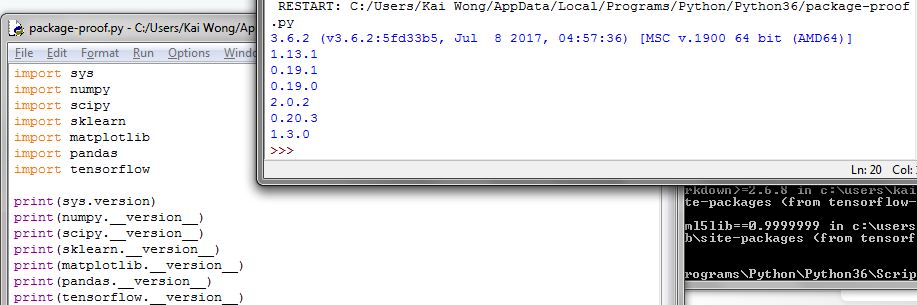 RESTART: C:/Users/Kai Wong/AppData/Local/Programs/Python/Python36/package-proof
.py
3.6.2 (v3.6.2:5fd33b5, Jul  8 2017, 04:57:36) [MSC v.1900 64 bit (AMD64)]
1.13.1
0.19.1
0.19.0
2.0.2
0.20.3
1.3.0
>>>
Ln: 20 Col:
package-proof.py - C:/Users/Kai Wong/Ap
File Edit Format Run Options Windo
import sys
import numpy
import scipy
import sklearn
import matplotlib
import pandas
import tensorflow
print(sys.version)
print(numpy.__version__)
print(scipy.__version__)
print(sklearn.__version__)
print(matplotlib.__version__)
print(pandas.__version__)
print(tensorflow.__version__)
rkdown>=2.6.8 in c:\users\kai
te-packages (from tensorflow-
ml5lib==0.9999999 in c:\users
b\site-packages (from tensorf
rograms\Python\Python36\Scrip